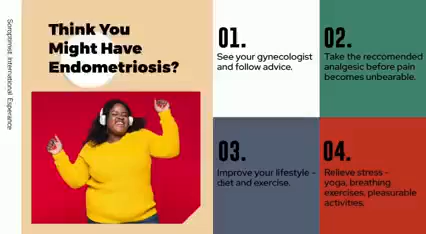 Soroptimist International Esperance
Think You
Might Have
Endometriosis?
01.
See your gynecologist
and follow advice.
02.
Take the reccomended
analgesic before pain
becomes unbearable.
03.
Improve your lifestyle -
diet and exercise.
04.
Relieve stress -
yoga, breathing
exercises, pleasurable
activities.